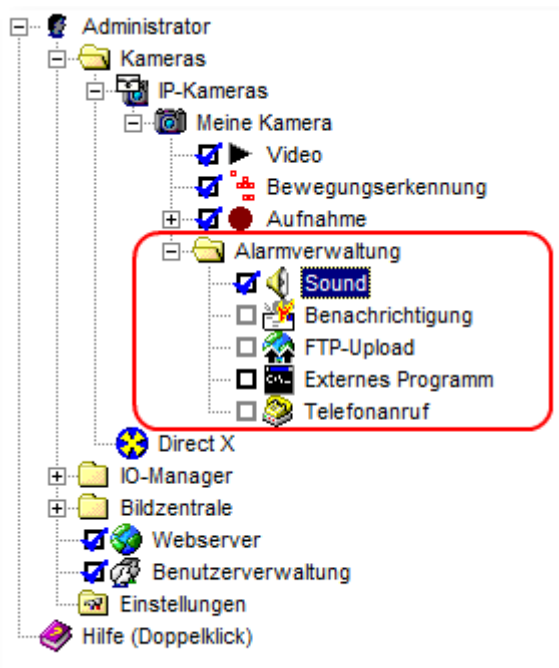 Administrator
Kameras
IP-Kameras
Meine Kamera
Video
Bewegungserkennung
Aufnahme
Alarmverwaltung
Sound
Benachrichtigung
FTP-Upload
Externes Programm
Telefonanruf
Direct X
IO-Manager
Bildzentrale
Webserver
Benutzerverwaltung
Einstellungen
Hilfe (Doppelklick)